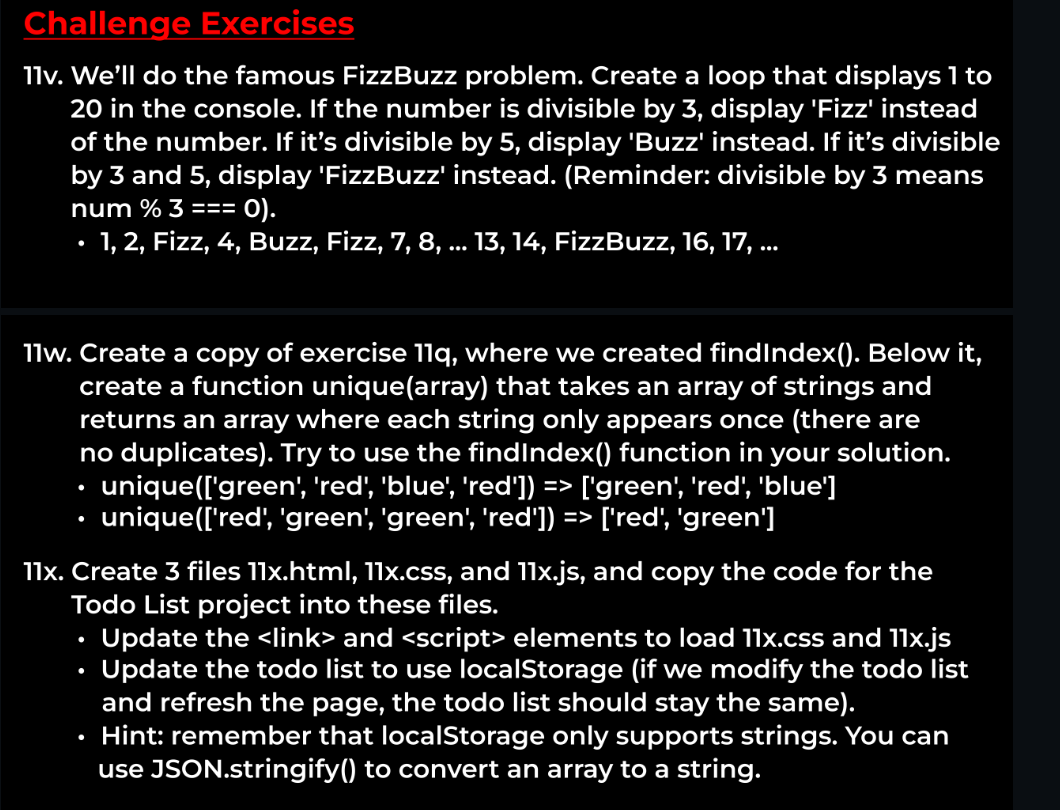 Challenge Exercises
11v. We’ll do the famous FizzBuzz problem. Create a loop that displays 1 to
20 in the console. If the number is divisible by 3, display 'Fizz' instead
of the number. If it’s divisible by 5, display 'Buzz' instead. If it’s divisible
by 3 and 5, display 'FizzBuzz' instead. (Reminder: divisible by 3 means
num % 3 === 0).
• 1, 2, Fizz, 4, Buzz, Fizz, 7, 8, ... 13, 14, FizzBuzz, 16, 17, ...
11w. Create a copy of exercise 11q, where we created findIndex(). Below it,
create a function unique(array) that takes an array of strings and
returns an array where each string only appears once (there are
no duplicates). Try to use the findIndex() function in your solution.
• unique(['green', 'red', 'blue', 'red']) => ['green', 'red', 'blue']
• unique(['red', 'green', 'green', 'red']) => ['red', 'green']
11x. Create 3 files 11x.html, 11x.css, and 11x.js, and copy the code for the
Todo List project into these files.
• Update the <link> and <script> elements to load 11x.css and 11x.js
• Update the todo list to use localStorage (if we modify the todo list
and refresh the page, the todo list should stay the same).
• Hint: remember that localStorage only supports strings. You can
use JSON.stringify() to convert an array to a string.